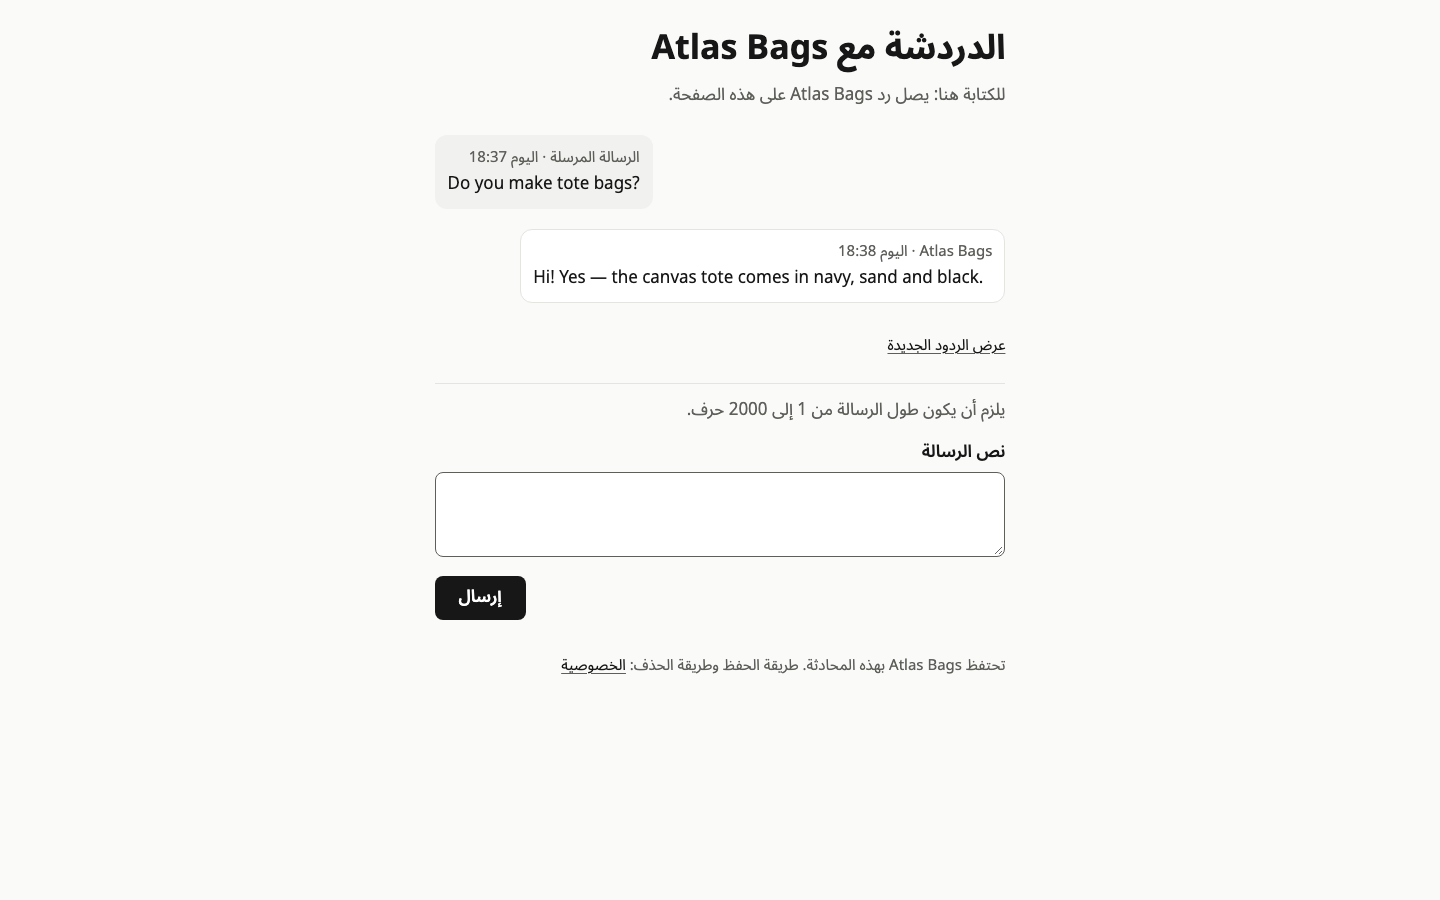 الدردشة مع Atlas Bags
للكتابة هنا: يصل رد Atlas Bags على هذه الصفحة.
الرسالة المرسلة · اليوم 18:37
Do you make tote bags?
Atlas Bags · اليوم 18:38
Hi! Yes — the canvas tote comes in navy, sand and black.
عرض الردود الجديدة
يلزم أن يكون طول الرسالة من 1 إلى 2000 حرف.
نص الرسالة
إرسال
تحتفظ Atlas Bags بهذه المحادثة. طريقة الحفظ وطريقة الحذف: الخصوصية